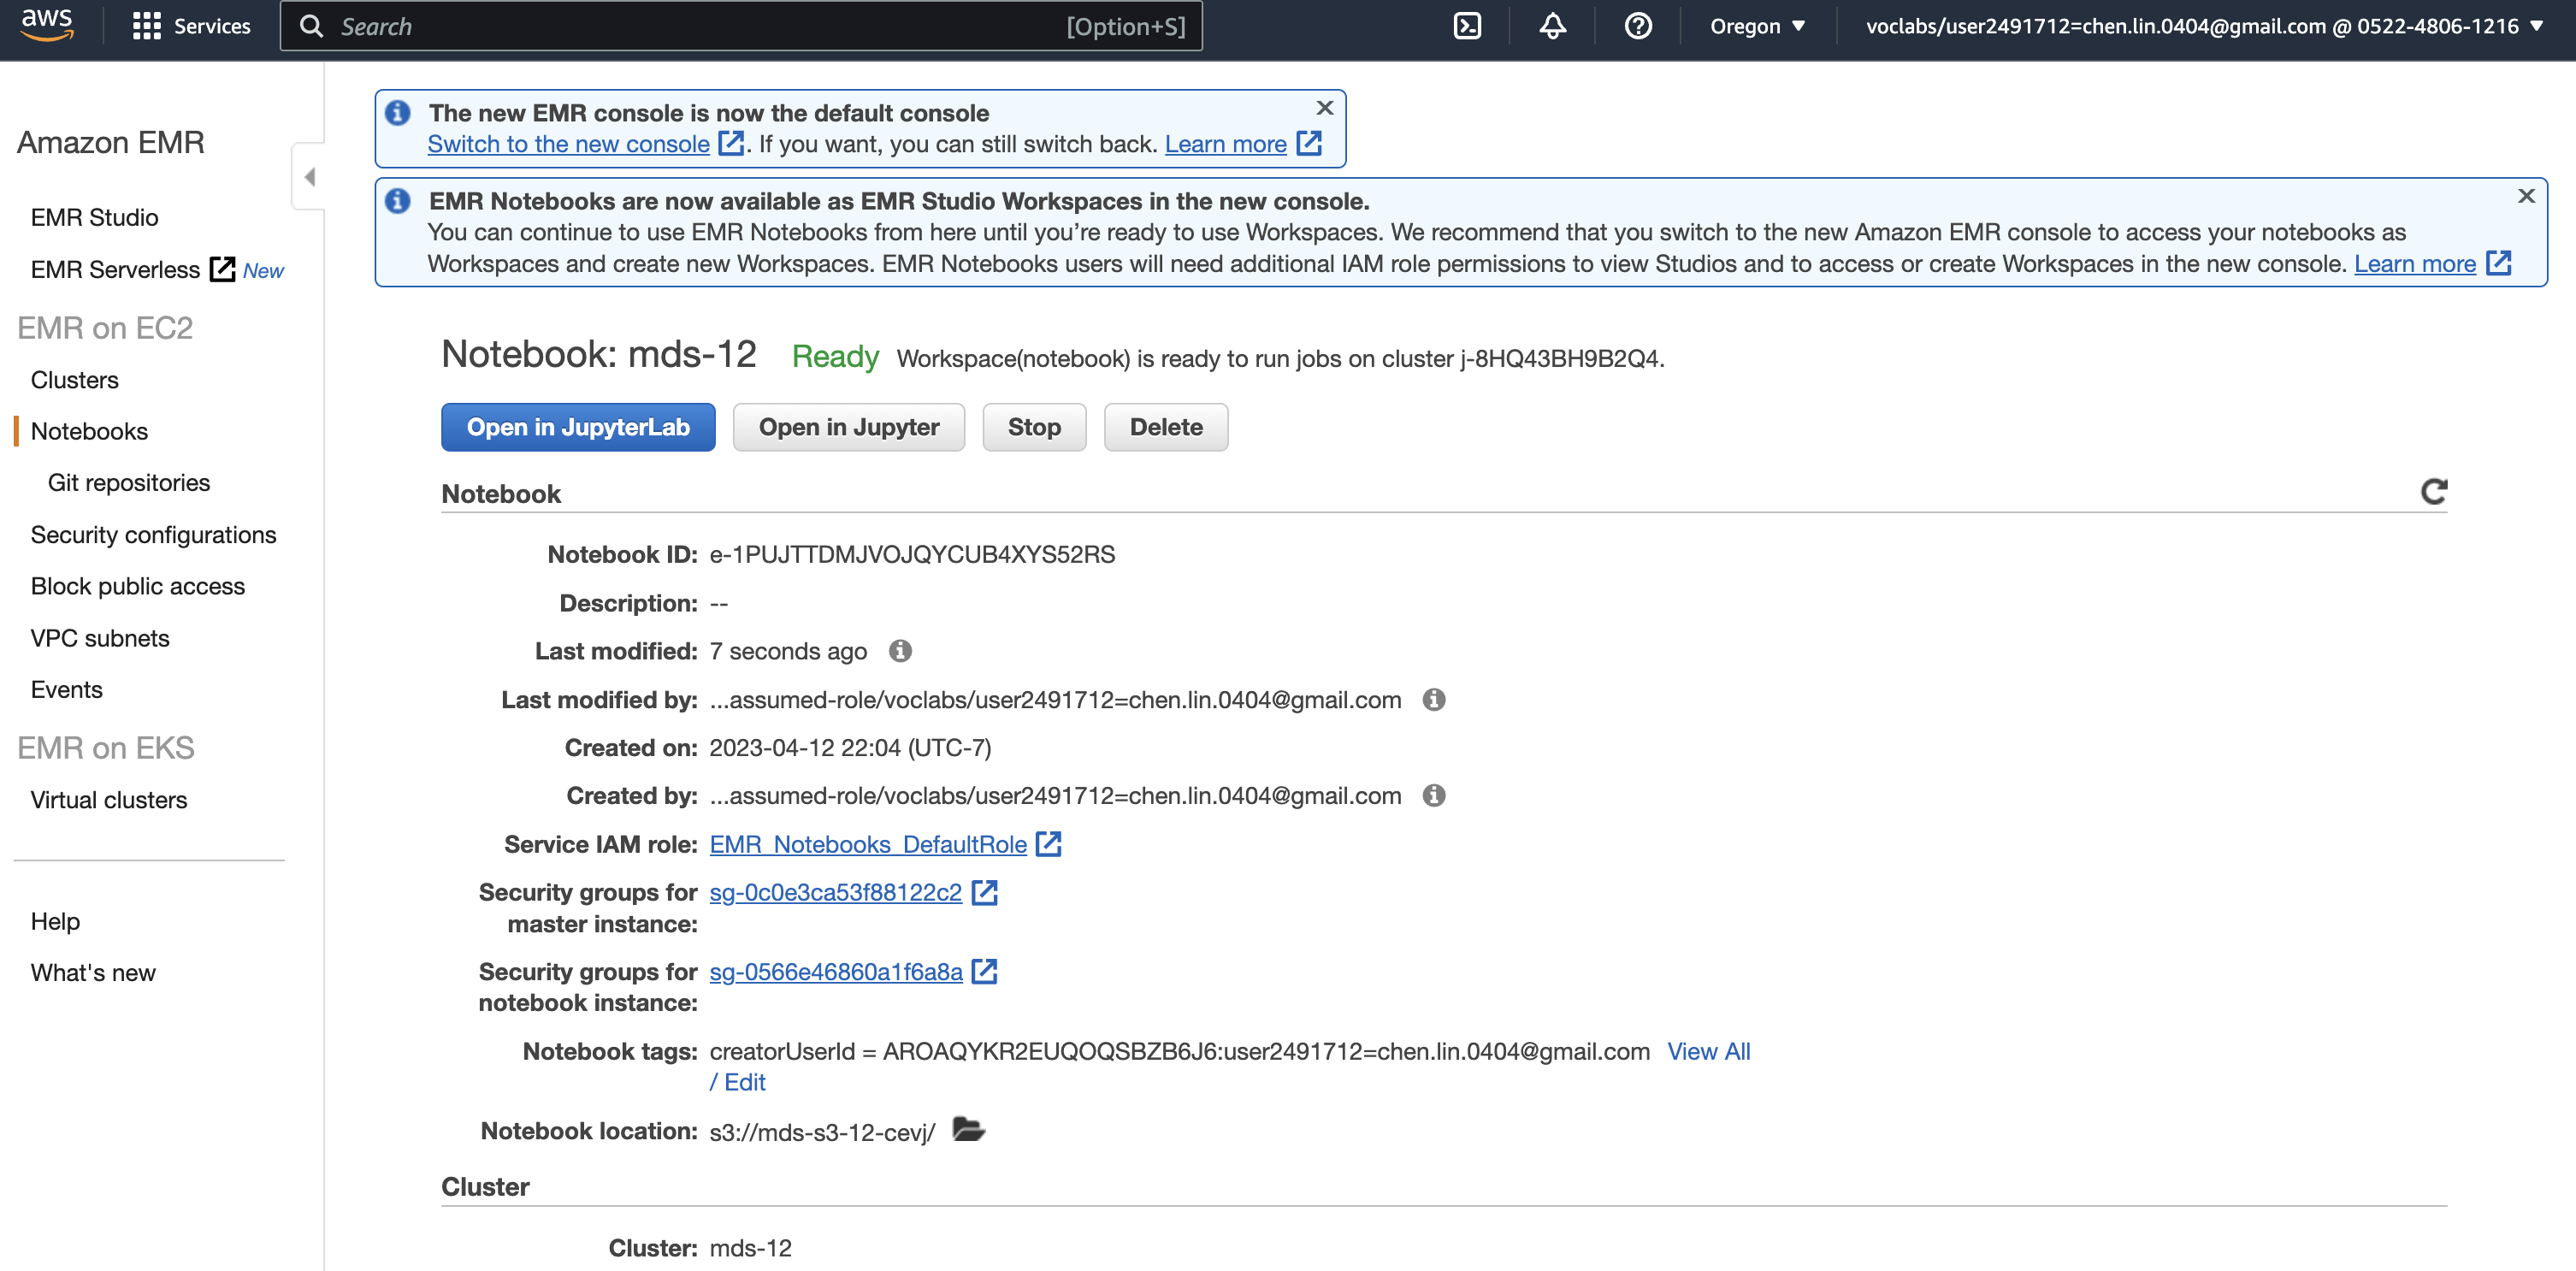 aws
Services
Search
[Option+S]
Oregon
voclabs/user2491712=chen.lin.0404@gmail.com @ 0522-4806-1216
Amazon EMR
EMR Studio
EMR Serverless New
EMR on EC2
Clusters
Notebooks
Git repositories
Security configurations
Block public access
VPC subnets
Events
EMR on EKS
Virtual clusters
Help
What's new
The new EMR console is now the default console
Switch to the new console . If you want, you can still switch back. Learn more
EMR Notebooks are now available as EMR Studio Workspaces in the new console.
You can continue to use EMR Notebooks from here until you’re ready to use Workspaces. We recommend that you switch to the new Amazon EMR console to access your notebooks as
Workspaces and create new Workspaces. EMR Notebooks users will need additional IAM role permissions to view Studios and to access or create Workspaces in the new console. Learn more
Notebook: mds-12 Ready Workspace(notebook) is ready to run jobs on cluster j-8HQ43BH9B2Q4.
Open in JupyterLab
Open in Jupyter
Stop
Delete
Notebook
Notebook ID: e-1PUJTTDMJVOJQYCUB4XYS52RS
Description: --
Last modified: 7 seconds ago
Last modified by: ...assumed-role/voclabs/user2491712=chen.lin.0404@gmail.com
Created on: 2023-04-12 22:04 (UTC-7)
Created by: ...assumed-role/voclabs/user2491712=chen.lin.0404@gmail.com
Service IAM role: EMR_Notebooks_DefaultRole
Security groups for sg-0c0e3ca53f88122c2
master instance:
Security groups for sg-0566e46860a1f6a8a
notebook instance:
Notebook tags: creatorUserId = AROAQYKR2EUQOQSBZB6J6:user2491712=chen.lin.0404@gmail.com View All
/ Edit
Notebook location: s3://mds-s3-12-cevj/
Cluster
Cluster: mds-12